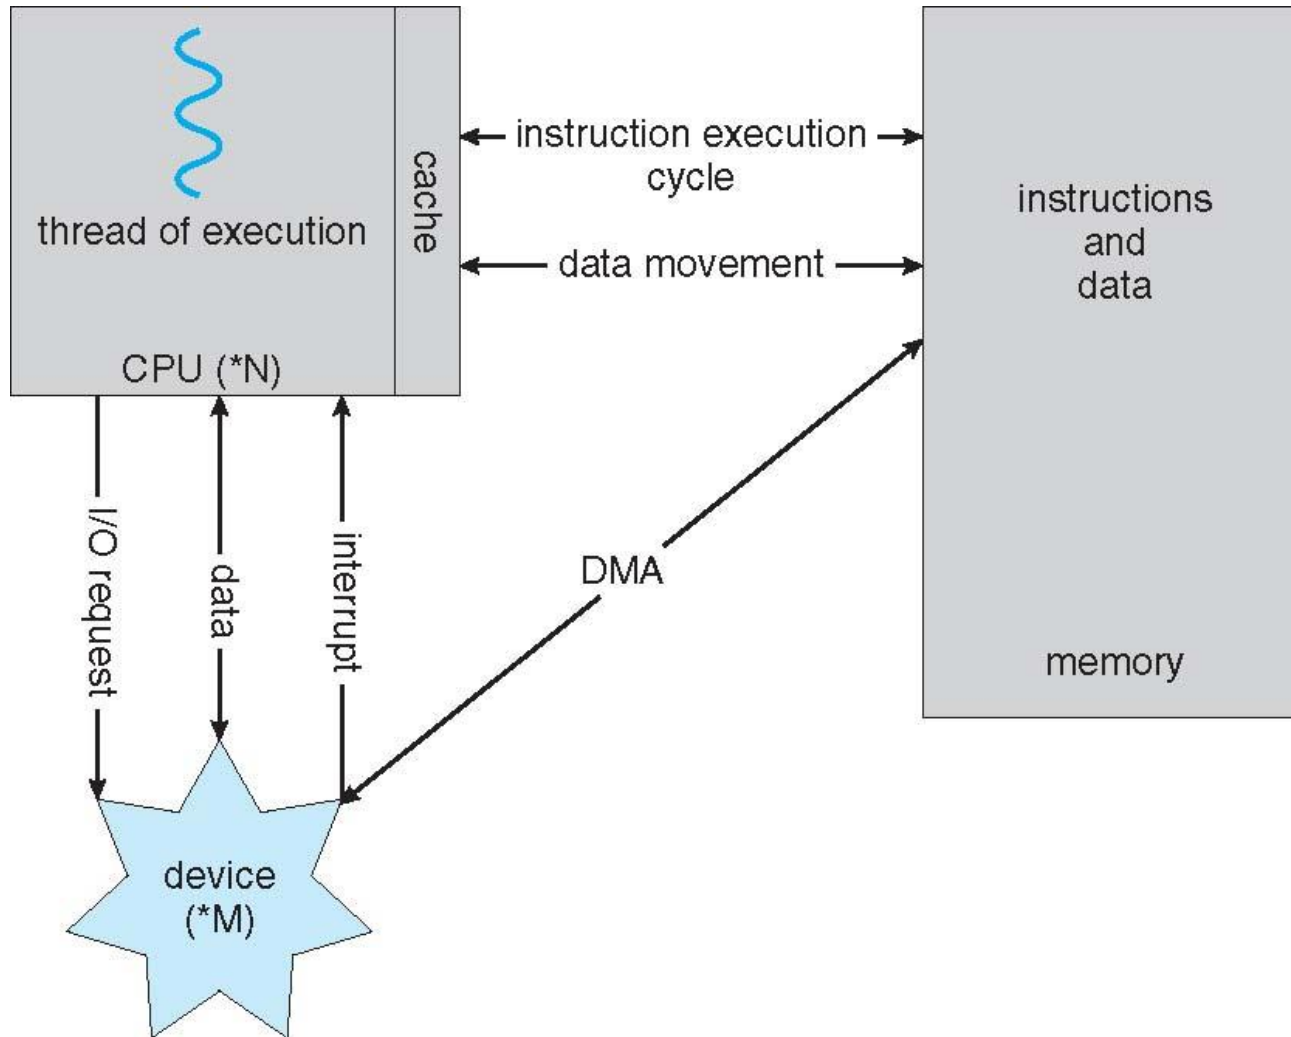 thread of execution
CPU (*N)
cache
instruction execution
cycle
data movement
instructions
and
data
memory
I/O request
data
interrupt
DMA
device
(*M)